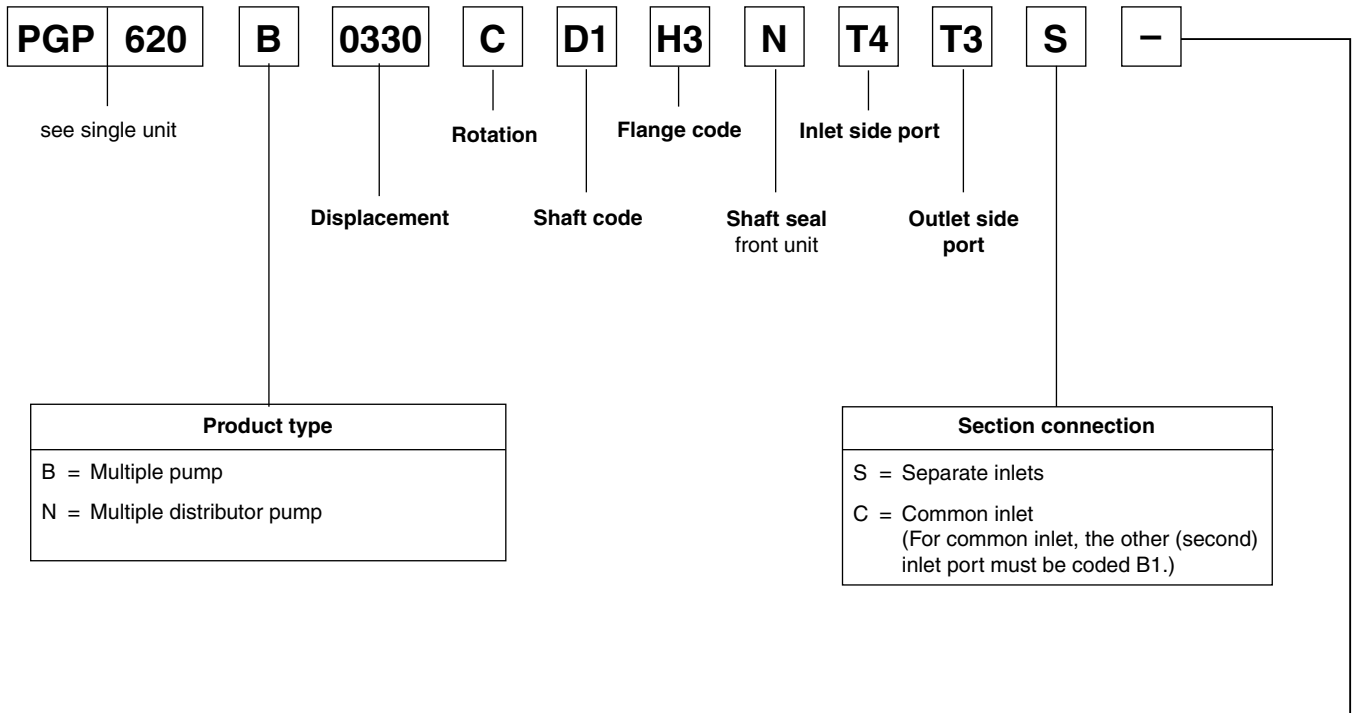 PGP 620 B 0330 C D1 H3 N T4 T3 S –
see single unit
Rotation
Flange code
Inlet side port
Displacement
Shaft code
Shaft seal
front unit
Outlet side
port
Product type
B = Multiple pump
N = Multiple distributor pump
Section connection
S = Separate inlets
C = Common inlet
(For common inlet, the other (second)
inlet port must be coded B1.)